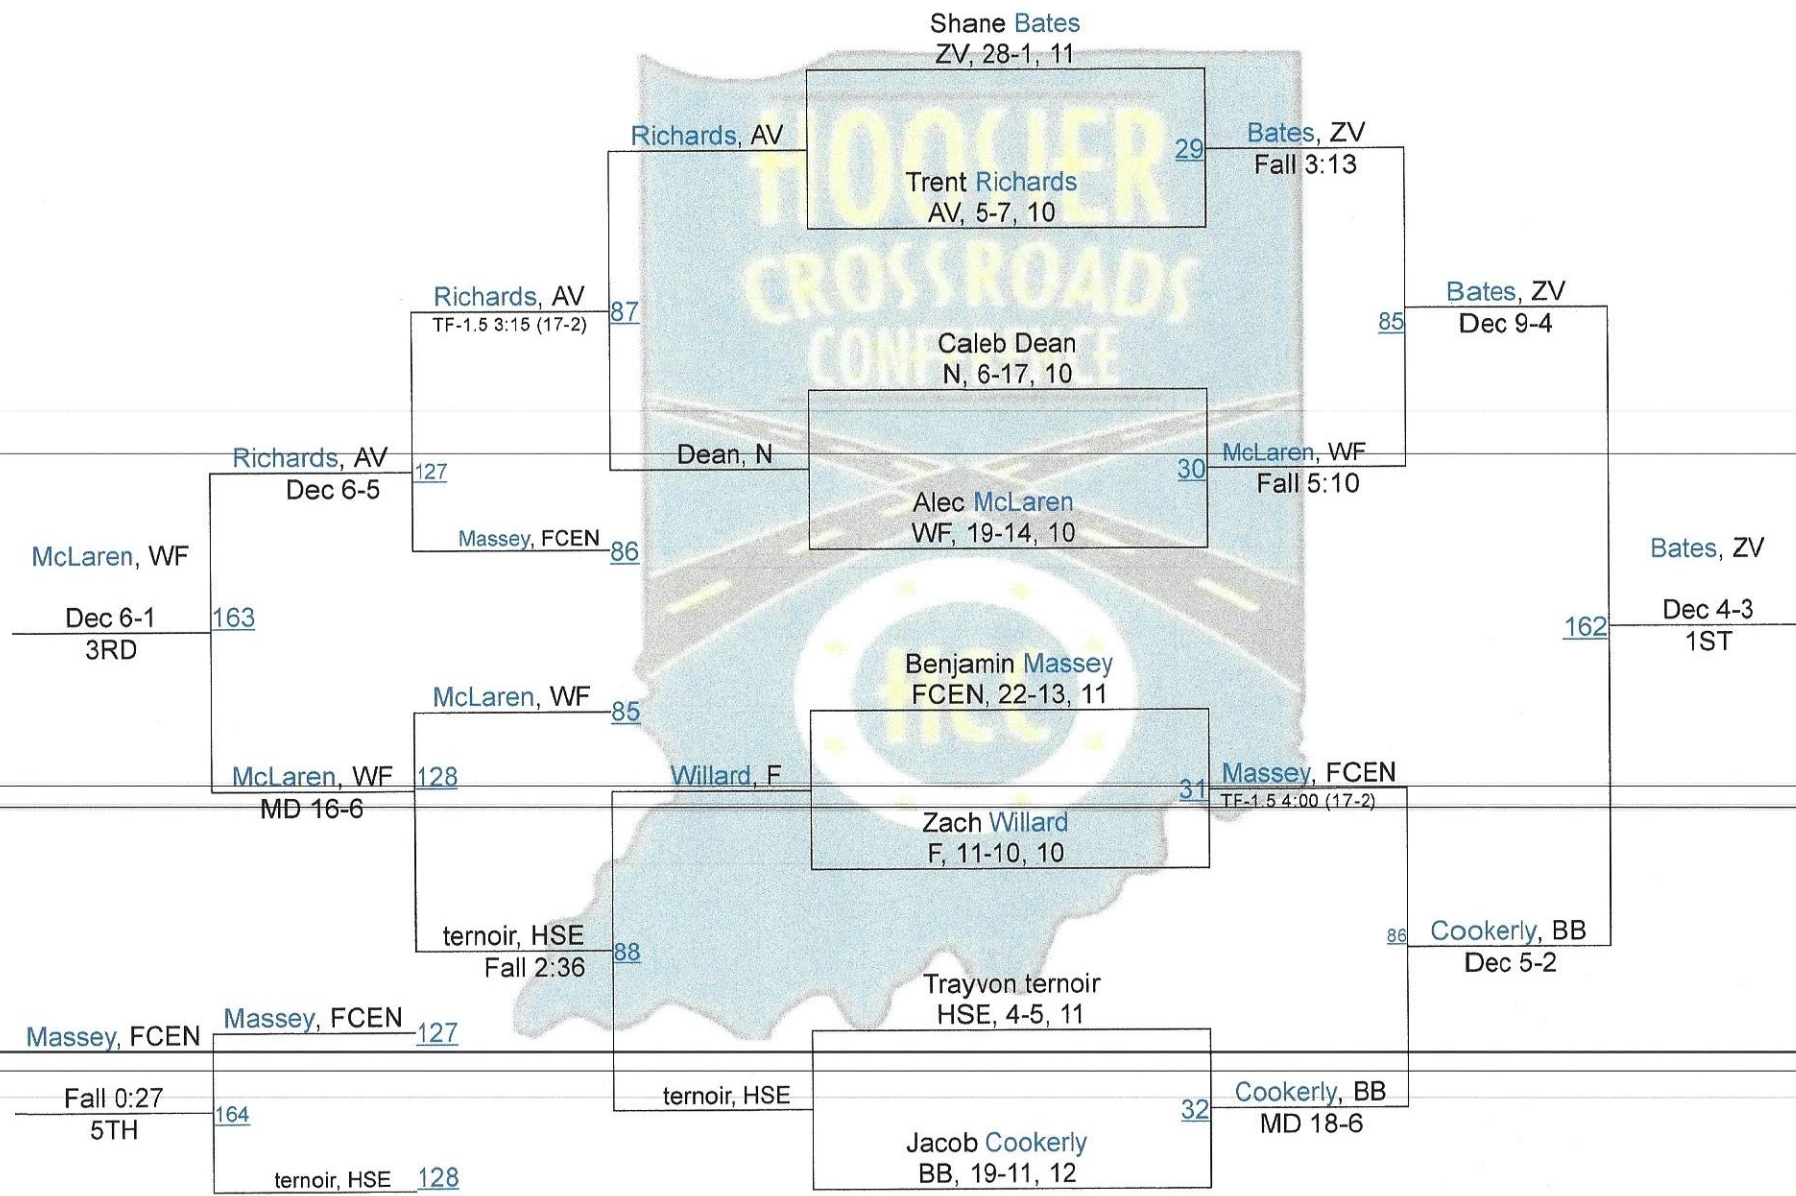 Shane Bates
ZV, 28-1, 11
Richards, AV
HOOSIER
29
Bates, ZV
Fall 3:13
Trent Richards
AV, 5-7, 10
CROSSROADS
Richards, AV
TF-1.5 3:15 (17-2)
87
Bates, ZV
Dec 9-4
85
CONFERENCE
Caleb Dean
N, 6-17, 10
Richards, AV
Dec 6-5
127
Dean, N
30
McLaren, WF
Fall 5:10
Alec McLaren
WF, 19-14, 10
Massey, FCEN
86
McLaren, WF
Dec 6-1
3RD
163
Bates, ZV
Dec 4-3
1ST
162
HCC
Benjamin Massey
FCEN, 22-13, 11
McLaren, WF
85
McLaren, WF
MD 16-6
128
Willard, F
31
Massey, FCEN
TF-1.5 4:00 (17-2)
Zach Willard
F, 11-10, 10
ternoir, HSE
Fall 2:36
88
86
Cookerly, BB
Dec 5-2
Trayvon ternoir
HSE, 4-5, 11
Massey, FCEN
Massey, FCEN
127
Fall 0:27
5TH
164
ternoir, HSE
32
Cookerly, BB
MD 18-6
Jacob Cookerly
BB, 19-11, 12
ternoir, HSE
128